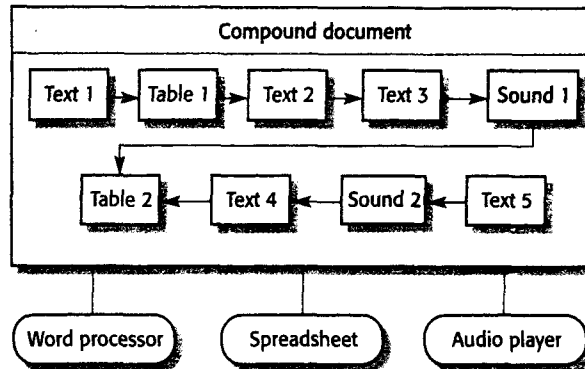 Compound document
Text 1 Table 1 Text 2 Text 3 Sound 1
Table 2 Text 4 Sound 2 Text 5
Word processor Spreadsheet Audio player